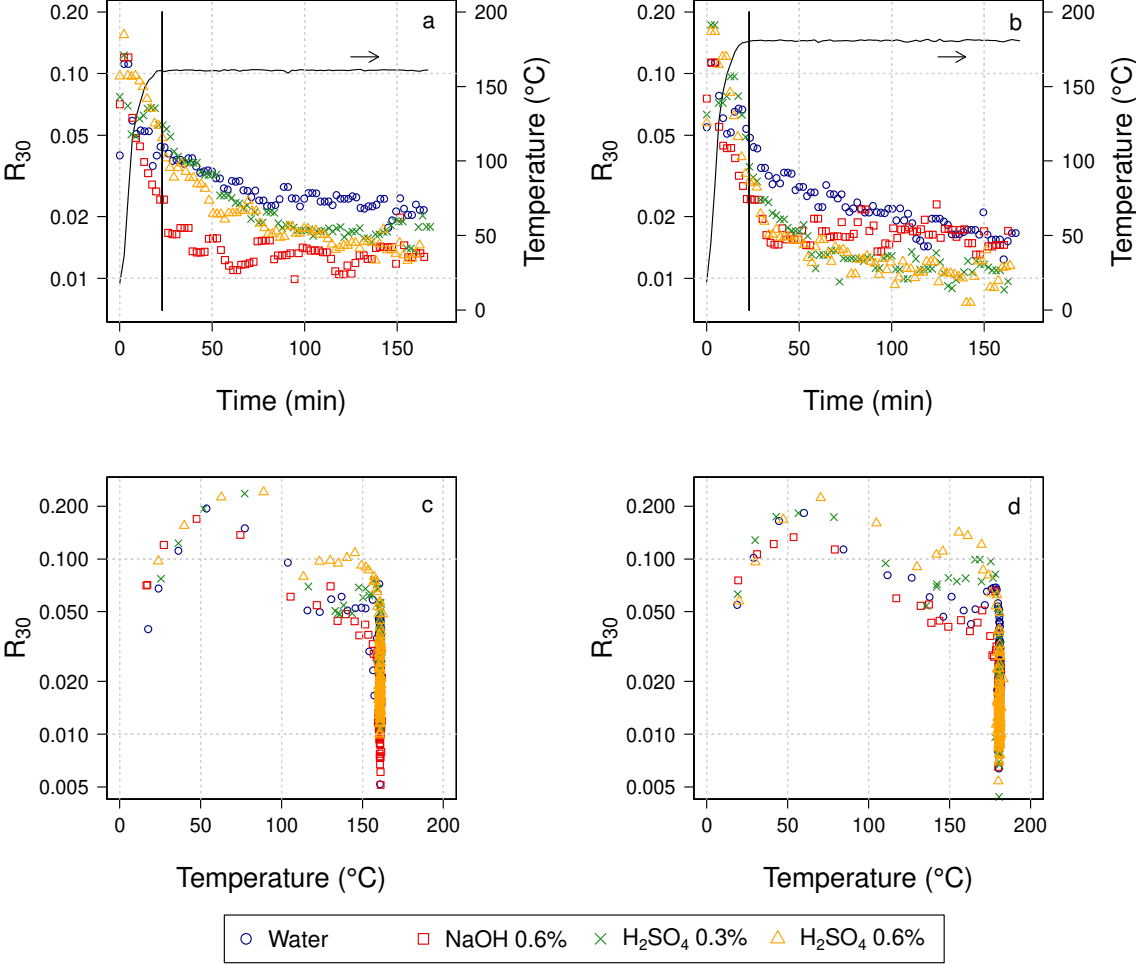 a
0.20
0.10
0.05
0.02
0.01
R30
200
150
100
50
0
Temperature (°C)
0 50 100 150
Time (min)
b
0.20
0.10
0.05
0.02
0.01
R30
200
150
100
50
0
Temperature (°C)
0 50 100 150
Time (min)
c
0.200
0.100
0.050
0.020
0.010
0.005
R30
0 50 100 150 200
Temperature (°C)
d
0.200
0.100
0.050
0.020
0.010
0.005
R30
0 50 100 150 200
Temperature (°C)
Water NaOH 0.6% H2SO4 0.3% H2SO4 0.6%